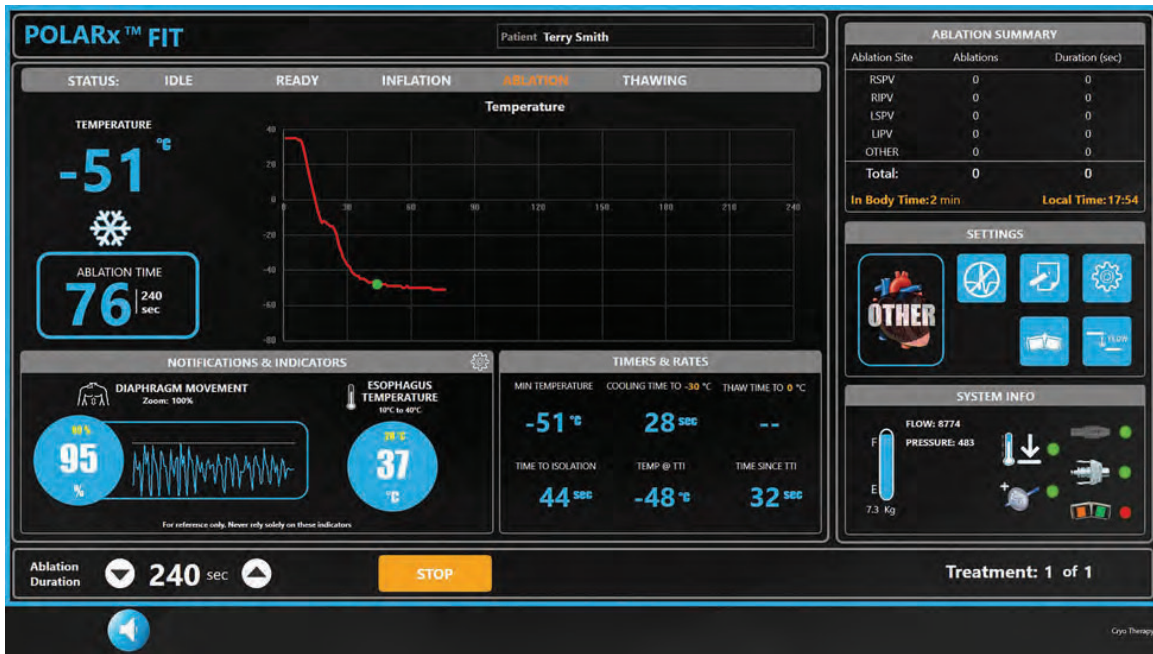 POLARx™ FIT
Patient Terry Smith
STATUS: IDLE READY INFLATION ABLATION THAWING
TEMPERATURE
-51 °C
ABLATION TIME
76 240
sec
Temperature
40
20
0
0 30 60 90 120 150 180 210 240
-20
-40
-60
-80
NOTIFICATIONS & INDICATORS
DIAPHRAGM MOVEMENT
Zoom: 100%
95
%
ESOPHAGUS
TEMPERATURE
10°C to 40°C
37
°C
For reference only. Never rely solely on these indicators
TIMERS & RATES
MIN TEMPERATURE COOLING TIME TO -30 °C THAW TIME TO 0 °C
-51 °C 28 sec --
TIME TO ISOLATION TEMP @ TTI TIME SINCE TTI
44 sec -48 °C 32 sec
ABLATION SUMMARY
Ablation Site Ablations Duration (sec)
RSPV 0 0
RIPV 0 0
LSPV 0 0
LIPV 0 0
OTHER 0 0
Total: 0 0
In Body Time: 2 min Local Time: 17:54
SETTINGS
OTHER
FLOW
SYSTEM INFO
F
E
7.3 Kg
FLOW: 8774
PRESSURE: 483
Ablation
Duration
240 sec
STOP
Treatment: 1 of 1
Cryo Therapy